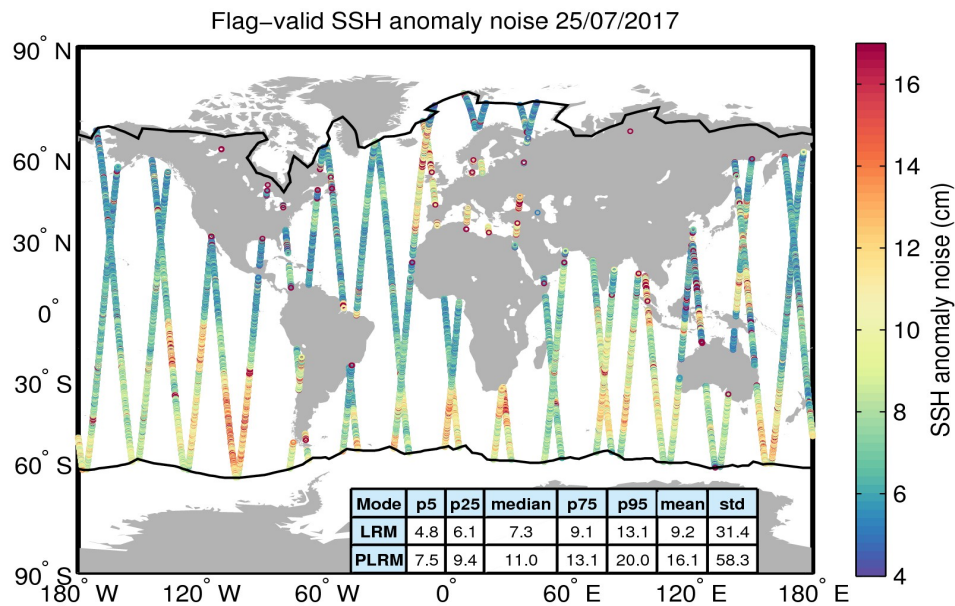 Flag−valid SSH anomaly noise 25/07/2017
90° N
60° N
30° N
0°
30° S
60° S
90° S
180° W
120° W
60° W
0°
60° E
120° E
180° E
16
14
12
10
8
6
4
SSH anomaly noise (cm)
Mode p5 p25 median p75 p95 mean std
LRM 4.8 6.1 7.3 9.1 13.1 9.2 31.4
PLRM 7.5 9.4 11.0 13.1 20.0 16.1 58.3